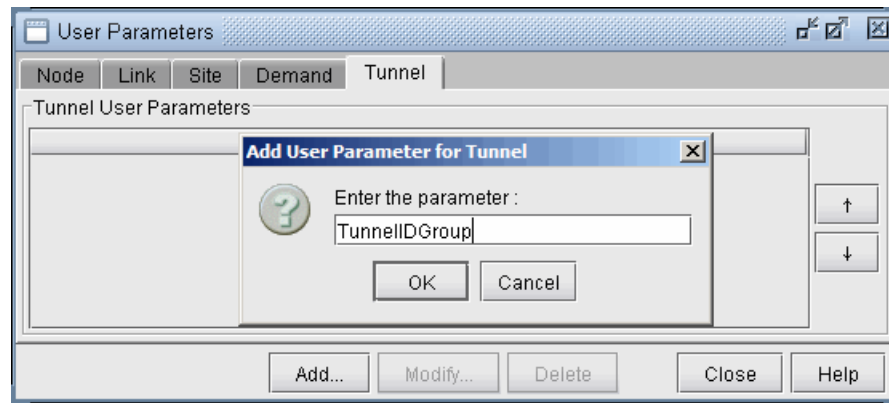 User Parameters
Node Link Site Demand Tunnel
Tunnel User Parameters
Add User Parameter for Tunnel
Enter the parameter :
TunnelIDGroup
OK Cancel
Add... Modify... Delete Close Help